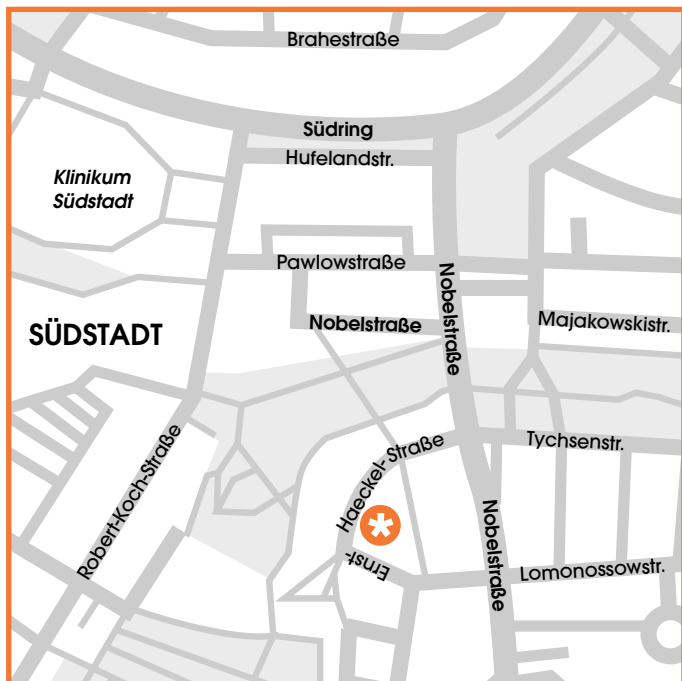 Brahestraße
Südring
Hufelandstr.
Klinikum
Südstadt
Pawlowstraße
Nobelstraße
Nobelstraße
Majakowskistr.
SÜDSTADT
Haeckel-Straße
Tychsenstr.
Robert-Koch-Straße
Ernst-
Nobelstraße
Lomonossowstr.